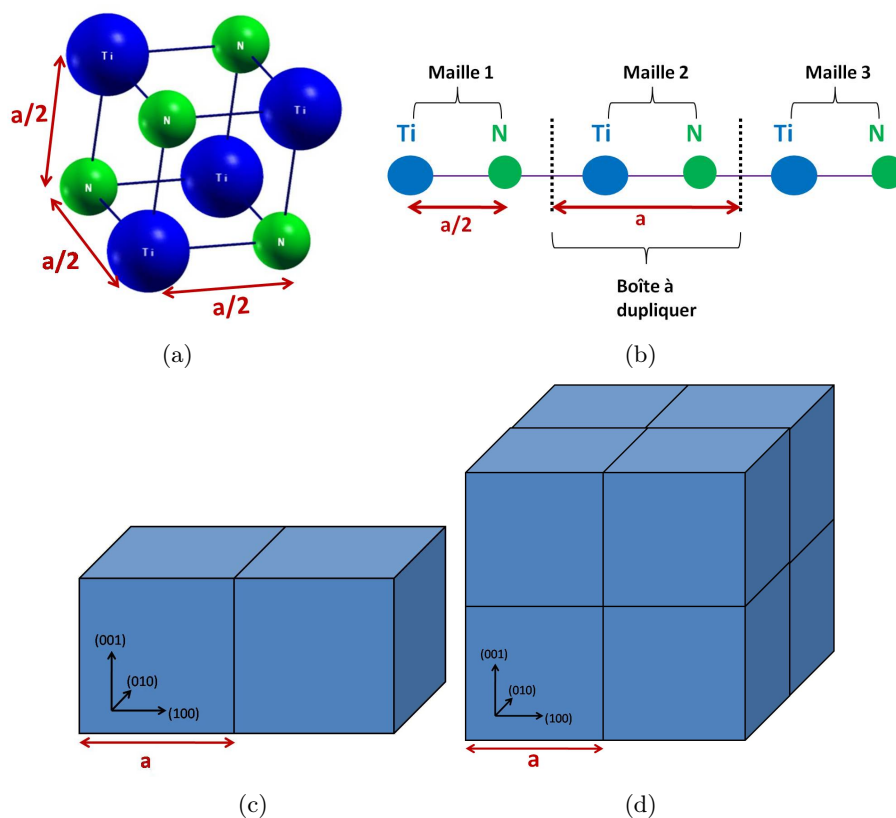 Ti
N
a/2
N
Ti
N
Ti
a/2
Ti
N
a/2
(a)
Maille 1
Maille 2
Maille 3
Ti
N
Ti
N
Ti
N
a/2
a
Boîte à
dupliquer
(b)
(001)
(010)
(100)
a
(c)
(001)
(010)
(100)
a
(d)